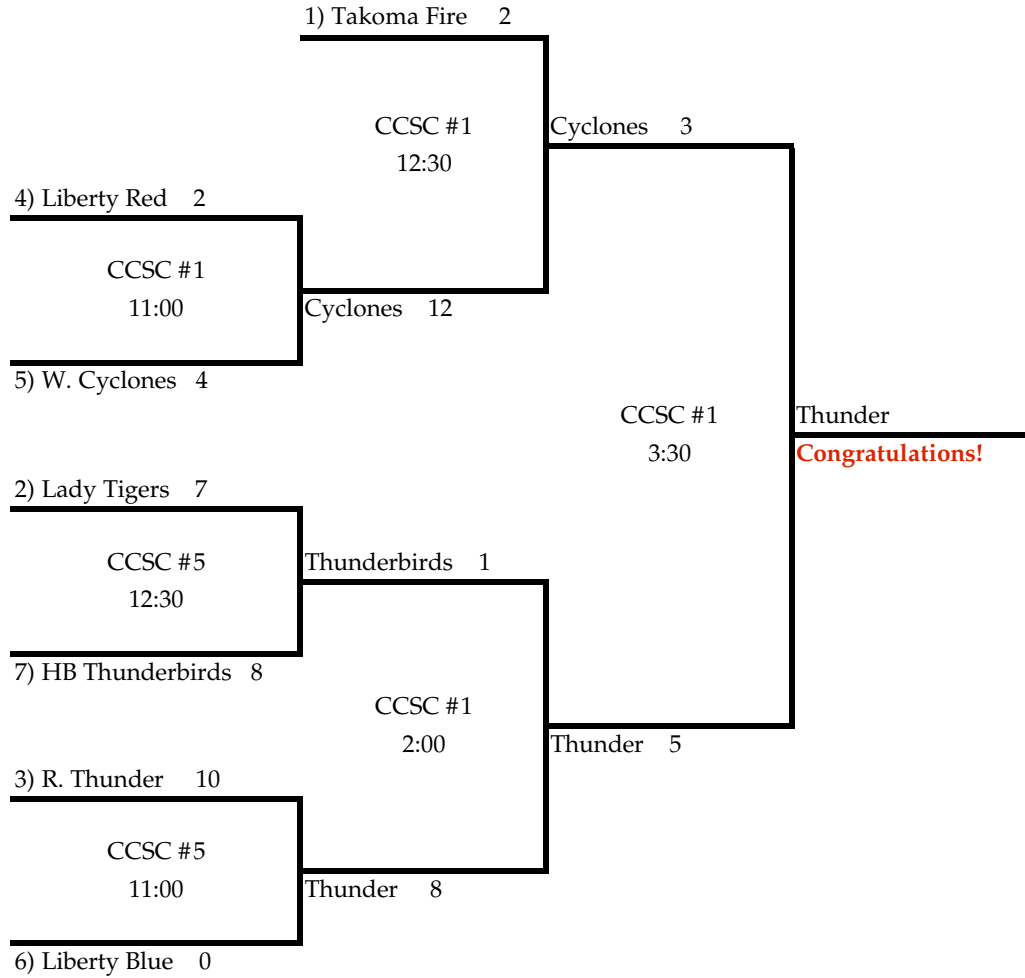 1) Takoma Fire 2
CCSC #1
12:30
Cyclones 3
4) Liberty Red 2
CCSC #1
11:00
Cyclones 12
5) W. Cyclones 4
CCSC #1
3:30
Thunder
Congratulations!
2) Lady Tigers 7
CCSC #5
12:30
Thunderbirds 1
7) HB Thunderbirds 8
CCSC #1
2:00
Thunder 5
3) R. Thunder 10
CCSC #5
11:00
Thunder 8
6) Liberty Blue 0